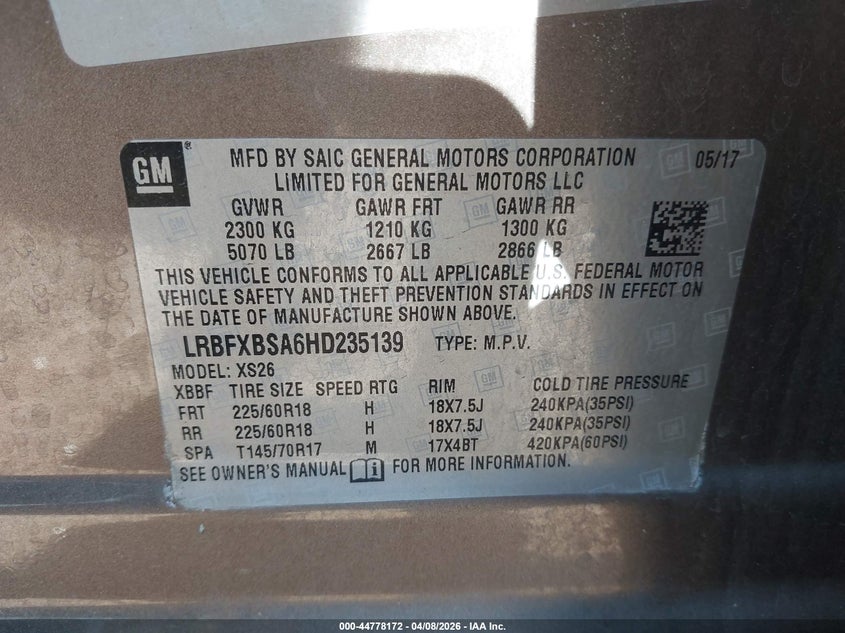 GM
MFD BY SAIC GENERAL MOTORS CORPORATION 05/17
LIMITED FOR GENERAL MOTORS LLC
GVWR GAWR FRT GAWR RR
2300 KG 1210 KG 1300 KG
5070 LB 2667 LB 2866 LB
THIS VEHICLE CONFORMS TO ALL APPLICABLE U.S. FEDERAL MOTOR
VEHICLE SAFETY AND THEFT PREVENTION STANDARDS IN EFFECT ON
THE DATE OF MANUFACTURE SHOWN ABOVE.
LRBFXBSA6HD235139 TYPE: M.P.V.
MODEL: XS26
XBBF TIRE SIZE SPEED RTG RIM COLD TIRE PRESSURE
FRT 225/60R18 H 18X7.5J 240KPA(35PSI)
RR 225/60R18 H 18X7.5J 240KPA(35PSI)
SPA T145/70R17 M 17X4BT 420KPA(60PSI)
SEE OWNER'S MANUAL FOR MORE INFORMATION.
000-44778172 04/08/2026 - IAA Inc.